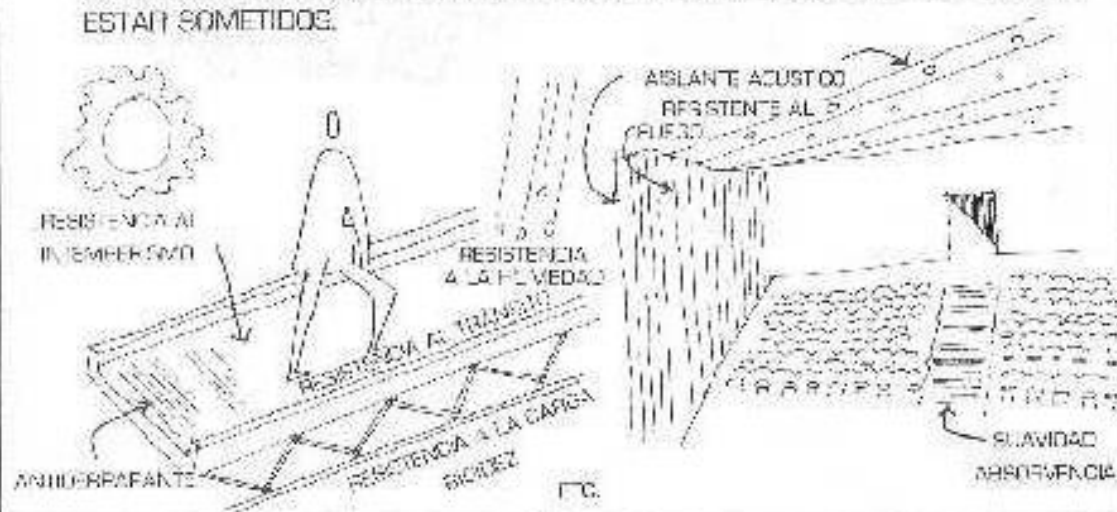 ESTAR SOMETIDOS.
AISLANTE ACUSTICO
RESISTENTE AL
FUEGO
RESISTENCIA AL
INTEMPERISMO
RESISTENCIA
A LA HUMEDAD
RESISTENCIA AL TRANSITO
RESISTENCIA A LA CARGA
RIGIDEZ
ANTIDERRAPANTE
ETC.
SUAVIDAD
ABSORVENCIA